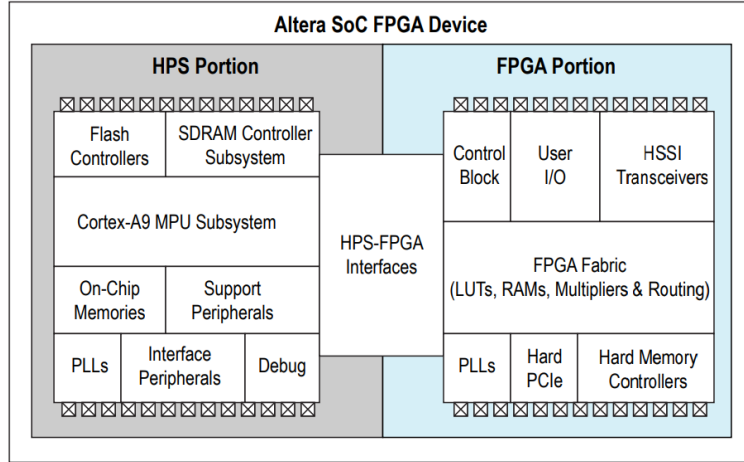 Altera SoC FPGA Device
HPS Portion
FPGA Portion
Flash
Controllers
SDRAM Controller
Subsystem
Cortex-A9 MPU Subsystem
On-Chip
Memories
Support
Peripherals
PLLs
Interface
Peripherals
Debug
HPS-FPGA
Interfaces
Control
Block
User
I/O
HSSI
Transceivers
FPGA Fabric
(LUTs, RAMs, Multipliers & Routing)
PLLs
Hard
PCIe
Hard Memory
Controllers